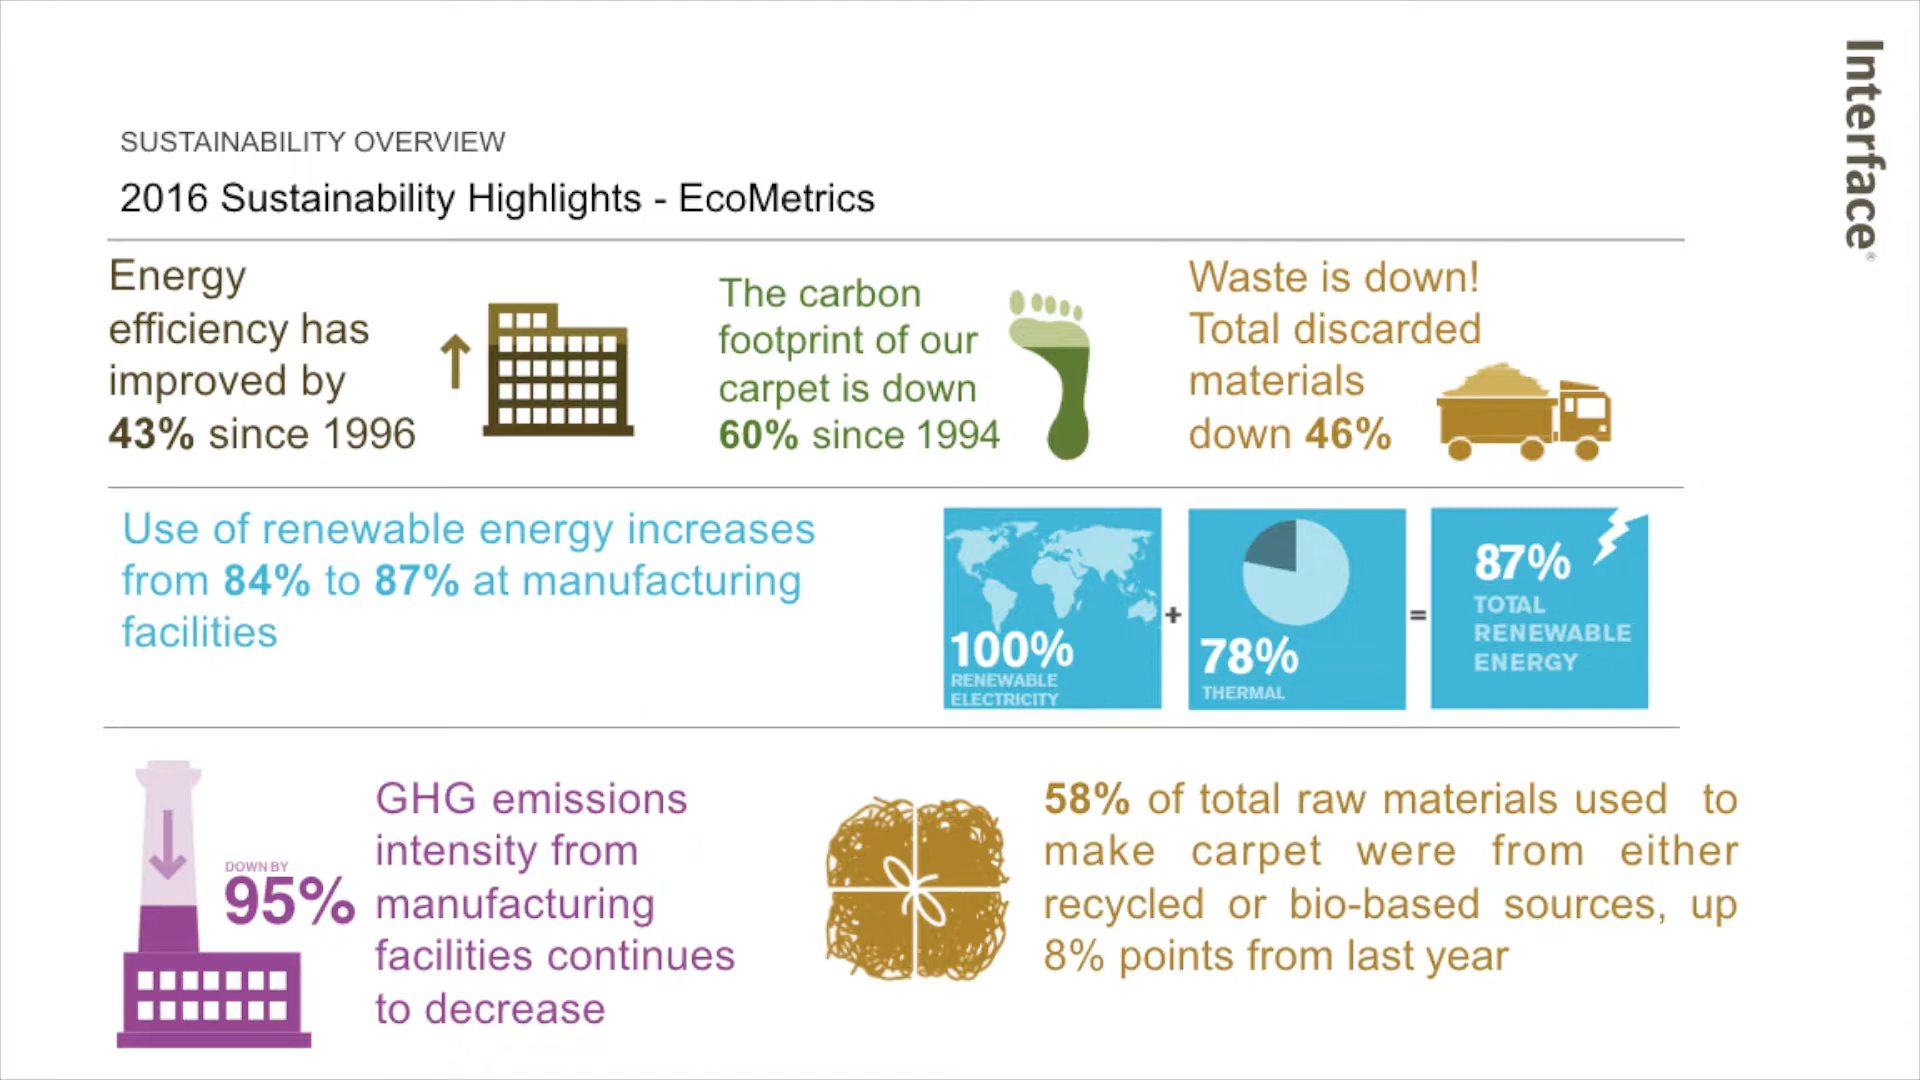 Interface®
SUSTAINABILITY OVERVIEW
2016 Sustainability Highlights - EcoMetrics
Energy
efficiency has
improved by
43% since 1996
The carbon
footprint of our
carpet is down
60% since 1994
Waste is down!
Total discarded
materials
down 46%
Use of renewable energy increases
from 84% to 87% at manufacturing
facilities
100%
RENEWABLE
ELECTRICITY
+
78%
THERMAL
=
87%
TOTAL
RENEWABLE
ENERGY
DOWN BY
95%
GHG emissions
intensity from
manufacturing
facilities continues
to decrease
58% of total raw materials used to
make carpet were from either
recycled or bio-based sources, up
8% points from last year